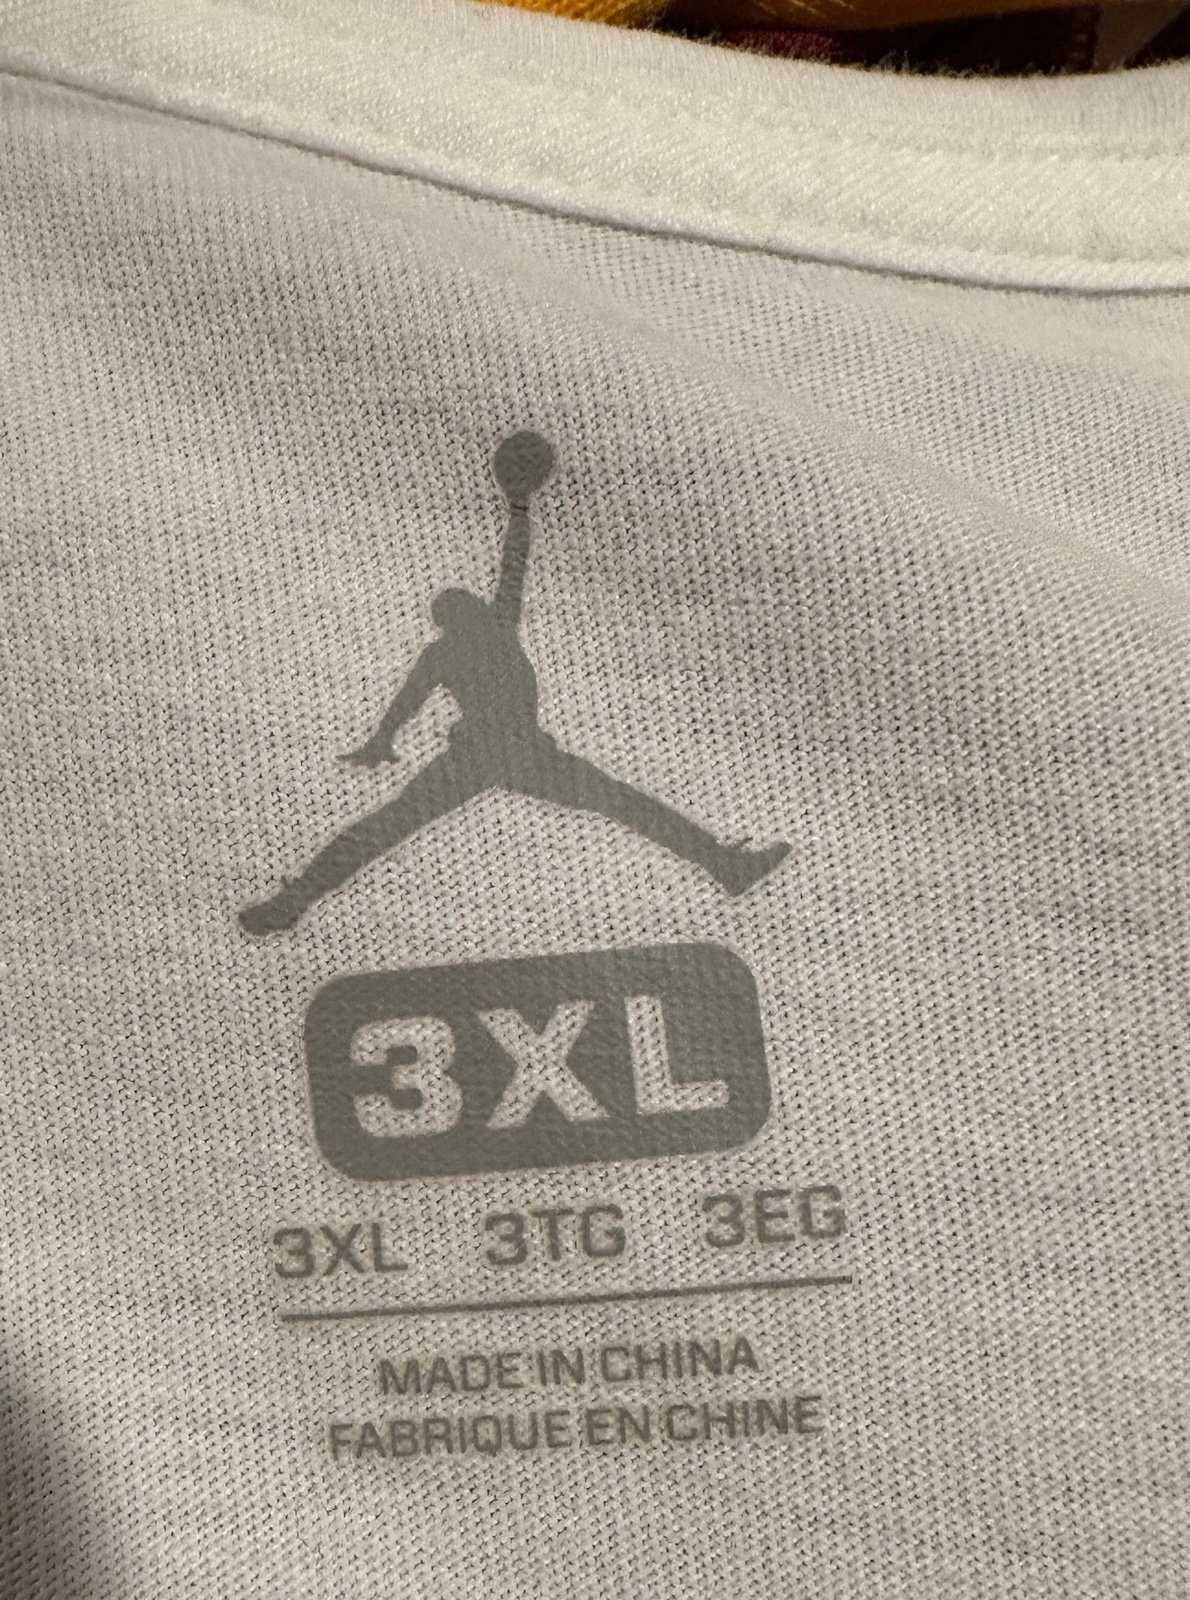 3XL
3XL 3TG 3EG
MADE IN CHINA
FABRIQUE EN CHINE